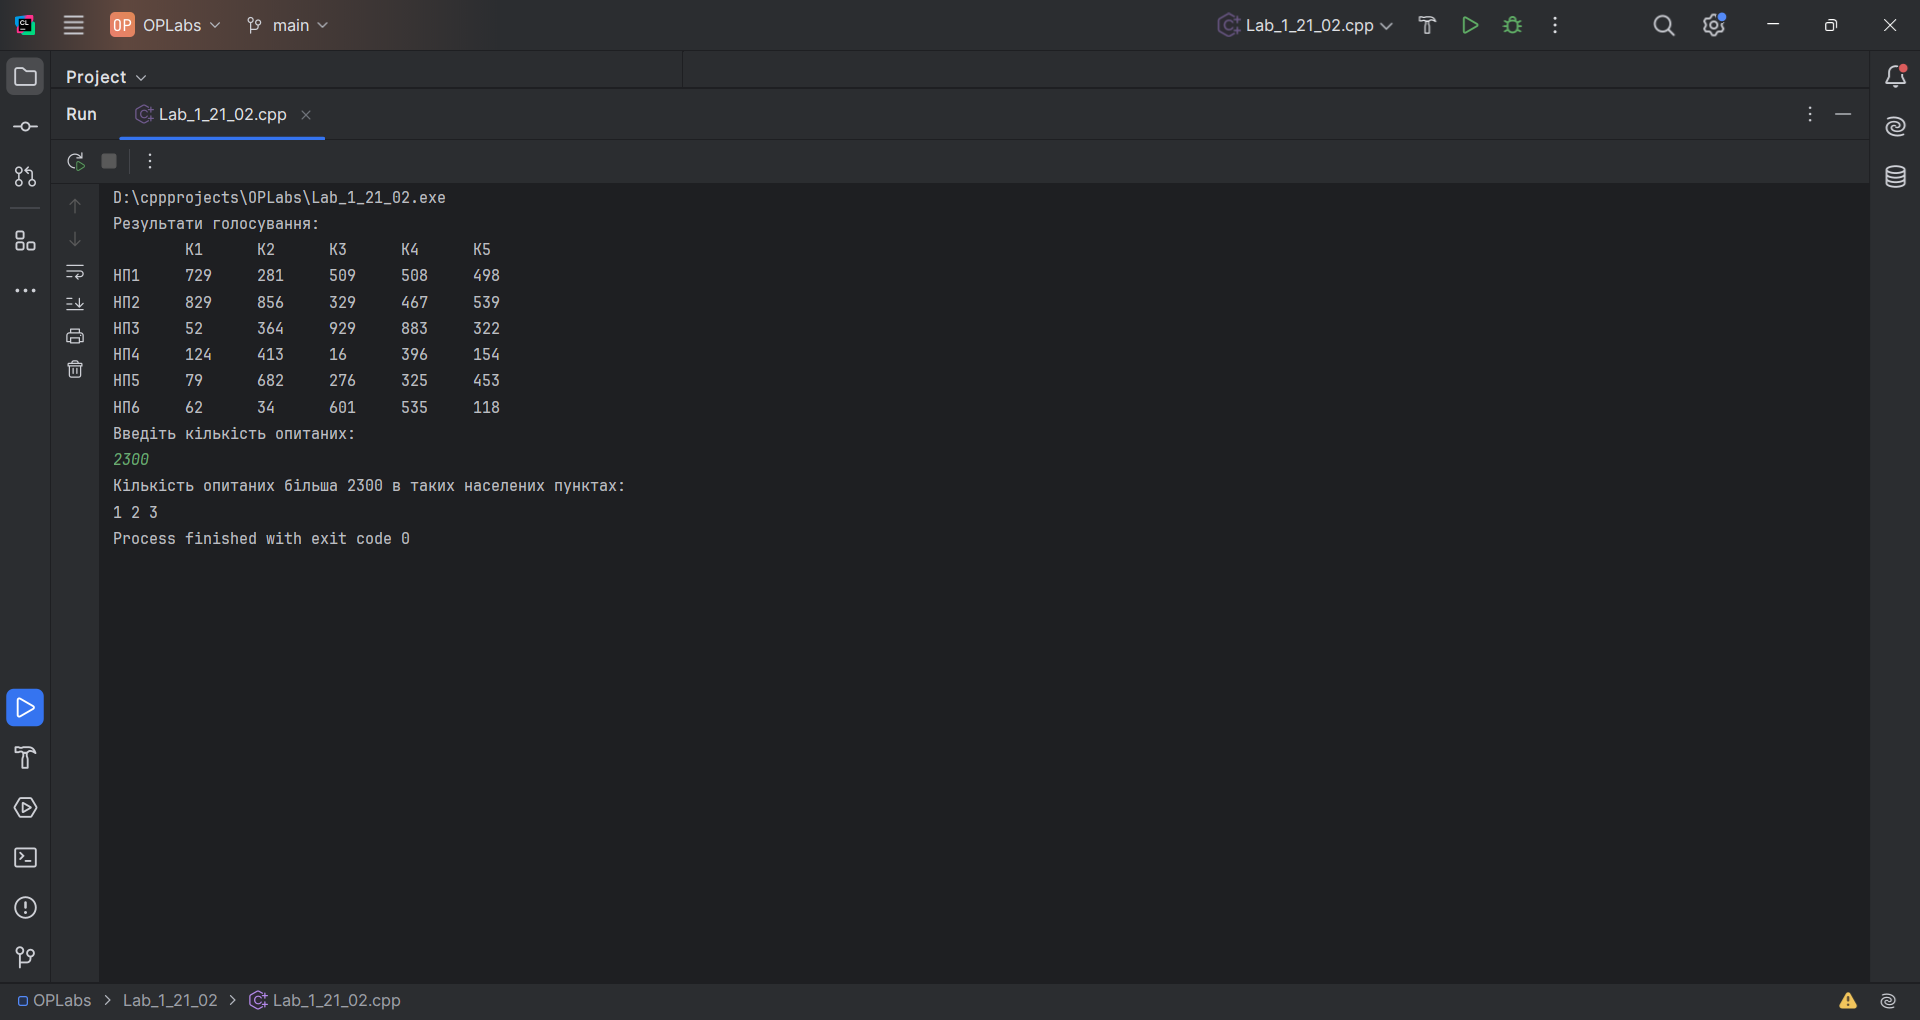 OP OPLabs main Lab_1_21_02.cpp
Project
Run Lab_1_21_02.cpp
D:\cppprojects\OPLabs\Lab_1_21_02.exe
Результати голосування:
К1 К2 К3 К4 К5
НП1 729 281 509 508 498
НП2 829 856 329 467 539
НП3 52 364 929 883 322
НП4 124 413 16 396 154
НП5 79 682 276 325 453
НП6 62 34 601 535 118
Введіть кількість опитаних:
2300
Кількість опитаних більша 2300 в таких населених пунктах:
1 2 3
Process finished with exit code 0
OPLabs > Lab_1_21_02 > Lab_1_21_02.cpp